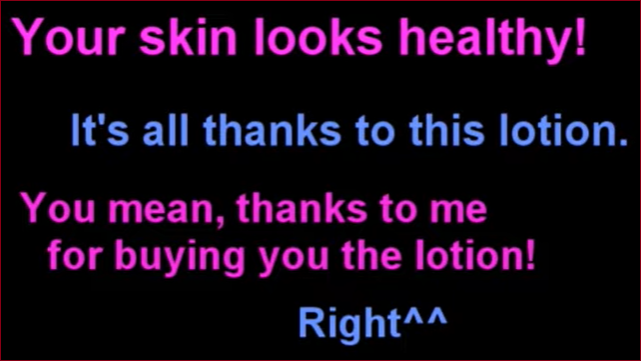 Your skin looks healthy!
It's all thanks to this lotion.
You mean, thanks to me
for buying you the lotion!
Right^^